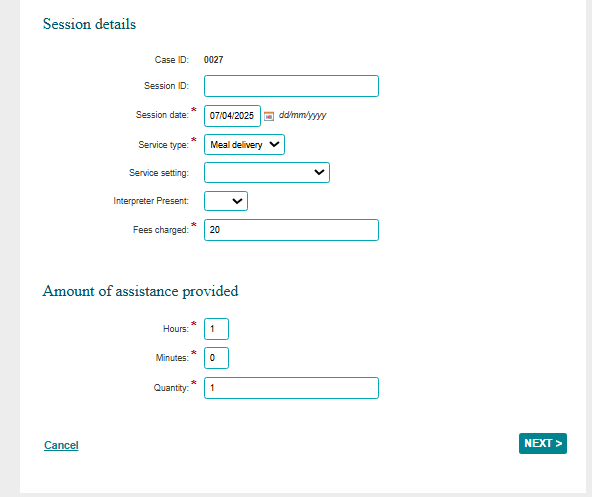 Session details
Case ID: 0027
Session ID:
Session date:* 07/04/2025 dd/mm/yyyy
Service type:* Meal delivery
Service setting:
Interpreter Present:
Fees charged:* 20
Amount of assistance provided
Hours:* 1
Minutes:* 0
Quantity:* 1
Cancel NEXT >